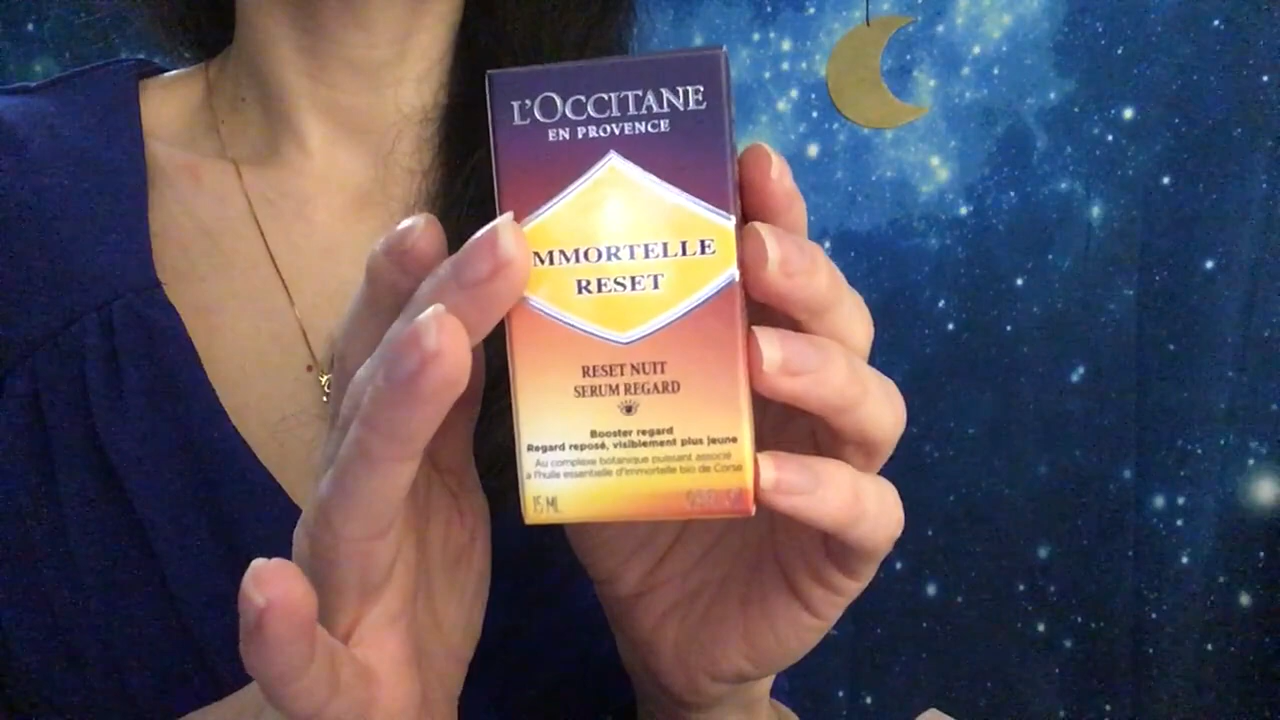 L'OCCITANE
EN PROVENCE
MMORTELLE
RESET
RESET NUIT
SERUM REGARD
Booster regard
Regard reposé, visiblement plus jeune
Au complexe botanique puissant associé
à l'huile essentielle d'immortelle bio de Corse
15 ML